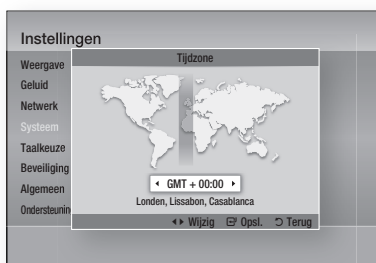 Instellingen
Tijdzone
Weergave
Geluid
Netwerk
Systeem
Taalkeuze
Beveiliging
Algemeen
Ondersteunin
GMT + 00:00
Londen, Lissabon, Casablanca
Wijzig Opsl. Terug